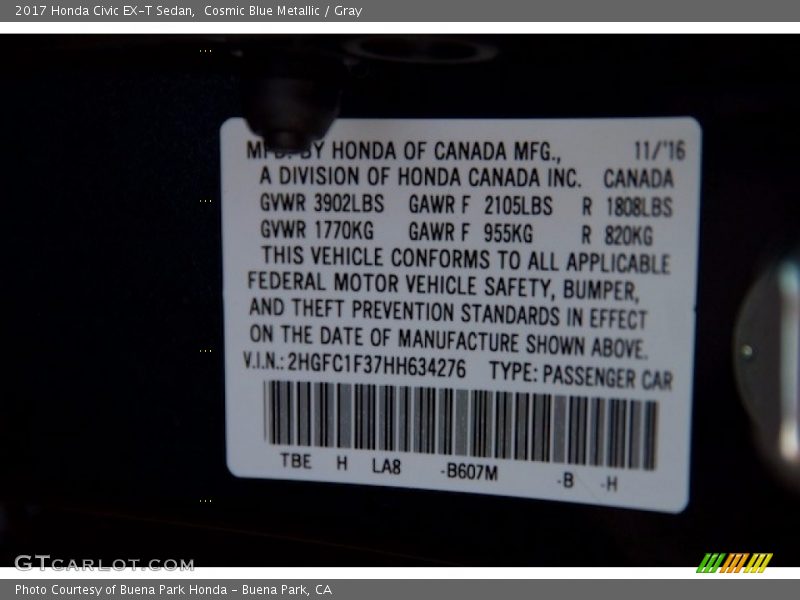 2017 Honda Civic EX-T Sedan,  Cosmic Blue Metallic / Gray
MFD. BY HONDA OF CANADA MFG., 11/'16
A DIVISION OF HONDA CANADA INC. CANADA
GVWR 3902LBS GAWR F 2105LBS R 1808LBS
GVWR 1770KG GAWR F 955KG R 820KG
THIS VEHICLE CONFORMS TO ALL APPLICABLE
FEDERAL MOTOR VEHICLE SAFETY, BUMPER,
AND THEFT PREVENTION STANDARDS IN EFFECT
ON THE DATE OF MANUFACTURE SHOWN ABOVE.
V.I.N.: 2HGFC1F37HH634276 TYPE: PASSENGER CAR
TBE H LA8 -B607M -B -H
GTCARLOT.COM
Photo Courtesy of Buena Park Honda - Buena Park, CA